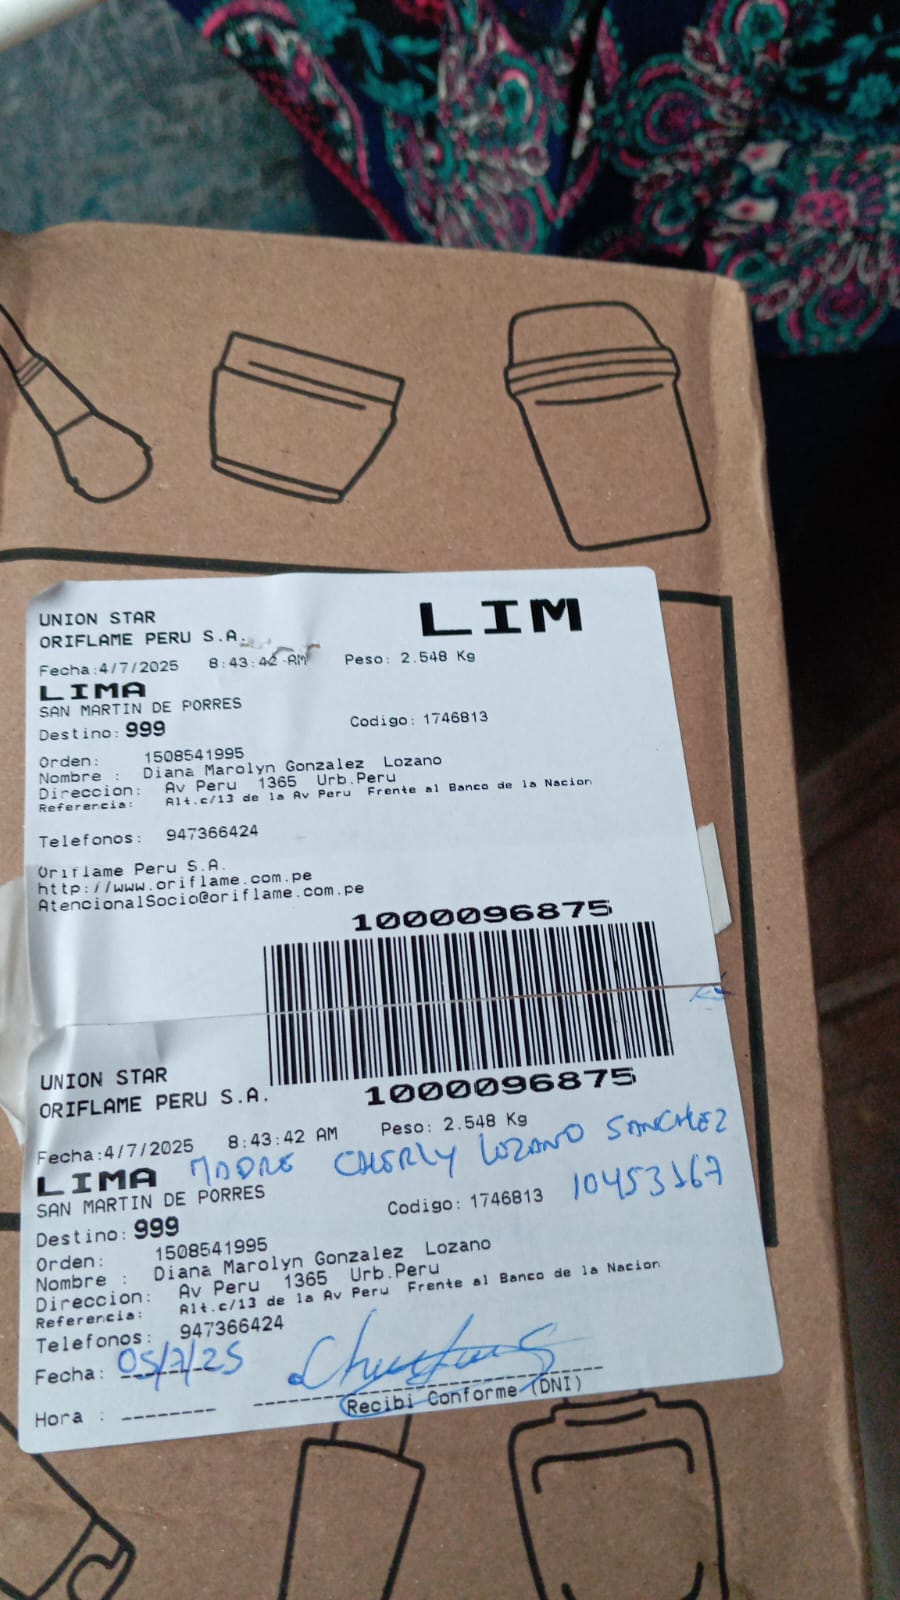 UNION STAR
LIM
ORIFLAME PERU S.A.
Fecha:4/7/2025 8:43:42 AM Peso: 2.548 Kg
LIMA
SAN MARTIN DE PORRES
Destino: 999 Codigo: 1746813
Orden: 1508541995
Nombre : Diana Marolyn Gonzalez Lozano
Direccion: Av Peru 1365 Urb.Peru
Referencia: Alt.c/13 de la Av Peru Frente al Banco de la Nacion
Telefonos: 947366424
Oriflame Peru S.A.
http://www.oriflame.com.pe
AtencionalSocio@oriflame.com.pe
1000096875
1000096875
UNION STAR
ORIFLAME PERU S.A.
Fecha:4/7/2025 8:43:42 AM Peso: 2.548 Kg
LIMA MADRE CHERLY LOZANO SANCHEZ
SAN MARTIN DE PORRES
Destino: 999 Codigo: 1746813 10453167
Orden: 1508541995
Nombre : Diana Marolyn Gonzalez Lozano
Direccion: Av Peru 1365 Urb.Peru
Referencia: Alt.c/13 de la Av Peru Frente al Banco de la Nacion
Telefonos: 947366424
Fecha: 05/7/25
Hora :
Recibi Conforme (DNI)